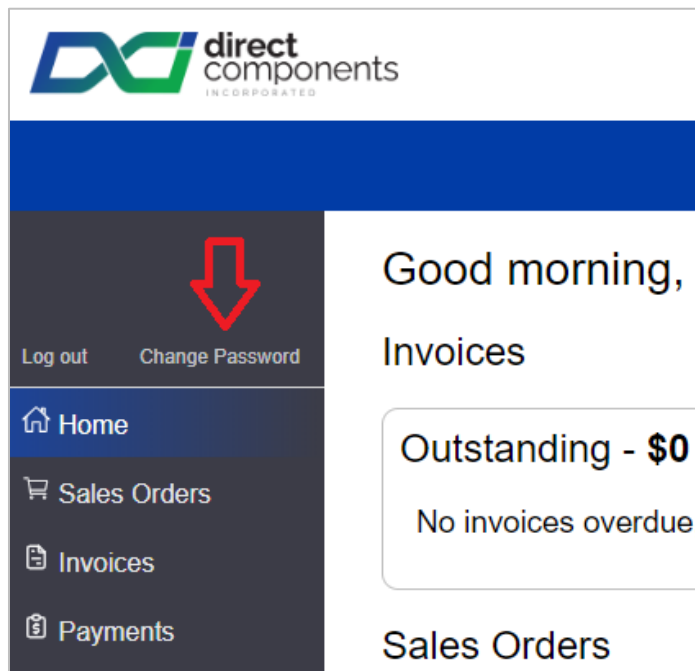 DCI direct
components
INCORPORATED
Log out Change Password
Home
Sales Orders
Invoices
Payments
Good morning,
Invoices
Outstanding - $0
No invoices overdue
Sales Orders